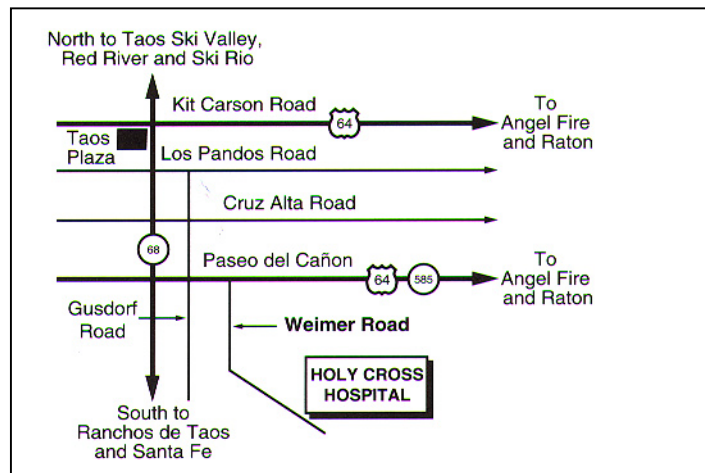 North to Taos Ski Valley,
Red River and Ski Rio
Kit Carson Road
64
To
Angel Fire
and Raton
Taos
Plaza
Los Pandos Road
Cruz Alta Road
68
Paseo del Cañon
64
585
To
Angel Fire
and Raton
Gusdorf
Road
Weimer Road
HOLY CROSS
HOSPITAL
South to
Ranchos de Taos
and Santa Fe